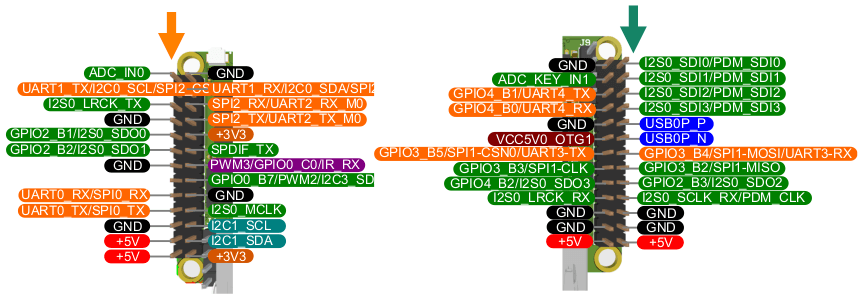 J9
ADC_IN0 GND
UART1_TX/I2C0_SCL/SPI2_CS UART1_RX/I2C0_SDA/SPI2
I2S0_LRCK_TX SPI2_RX/UART2_RX_M0
GND SPI2_TX/UART2_TX_M0
GPIO2_B1/I2S0_SDO0 +3V3
GPIO2_B2/I2S0_SDO1 SPDIF_TX
GND PWM3/GPIO0_C0/IR_RX
GPIO0_B7/PWM2/I2C3_SD
UART0_RX/SPI0_RX GND
UART0_TX/SPI0_TX I2S0_MCLK
GND I2C1_SCL
+5V I2C1_SDA
+5V +3V3
GND I2S0_SDI0/PDM_SDI0
ADC_KEY_IN1 I2S0_SDI1/PDM_SDI1
GPIO4_B1/UART4_TX I2S0_SDI2/PDM_SDI2
GPIO4_B0/UART4_RX I2S0_SDI3/PDM_SDI3
GND USB0P_P
VCC5V0_OTG1 USB0P_N
GPIO3_B5/SPI1-CSN0/UART3-TX GPIO3_B4/SPI1-MOSI/UART3-RX
GPIO3_B3/SPI1-CLK GPIO3_B2/SPI1-MISO
GPIO4_B2/I2S0_SDO3 GPIO2_B3/I2S0_SDO2
I2S0_LRCK_RX I2S0_SCLK_RX/PDM_CLK
GND GND
GND GND
+5V +5V